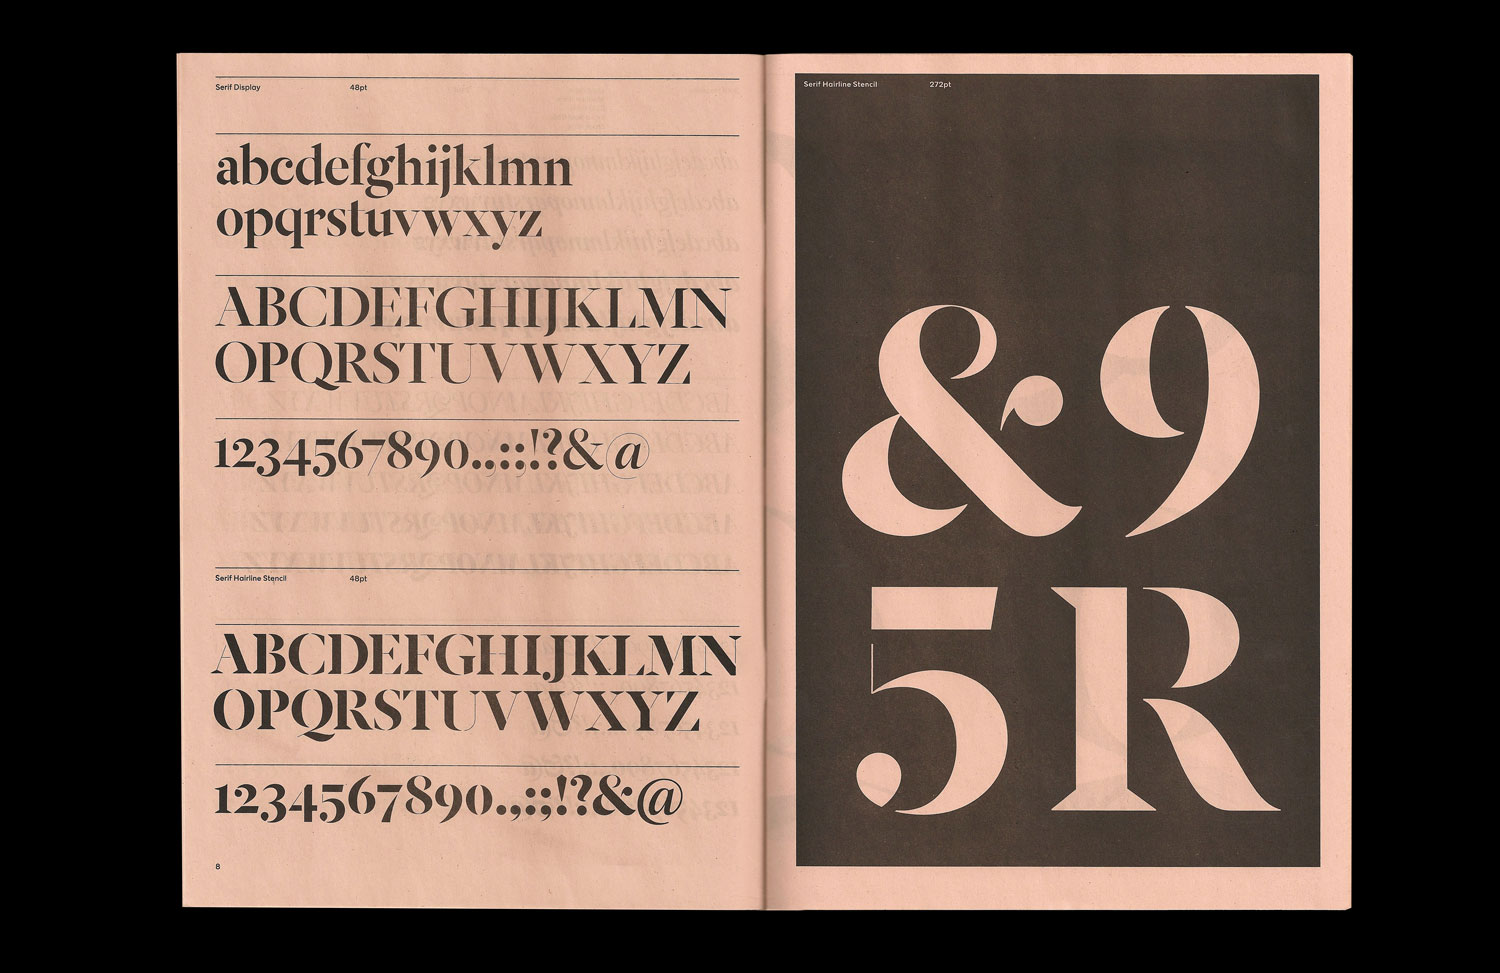 Serif Display 48pt
abcdefghijklmn
opqrstuvwxyz
ABCDEFGHIJKLMN
OPQRSTUVWXYZ
1234567890.,:;!?&@
Serif Hairline Stencil 48pt
ABCDEFGHIJKLMN
OPQRSTUVWXYZ
1234567890.,:;!?&@
8
Serif Hairline Stencil 272pt
&9
5R